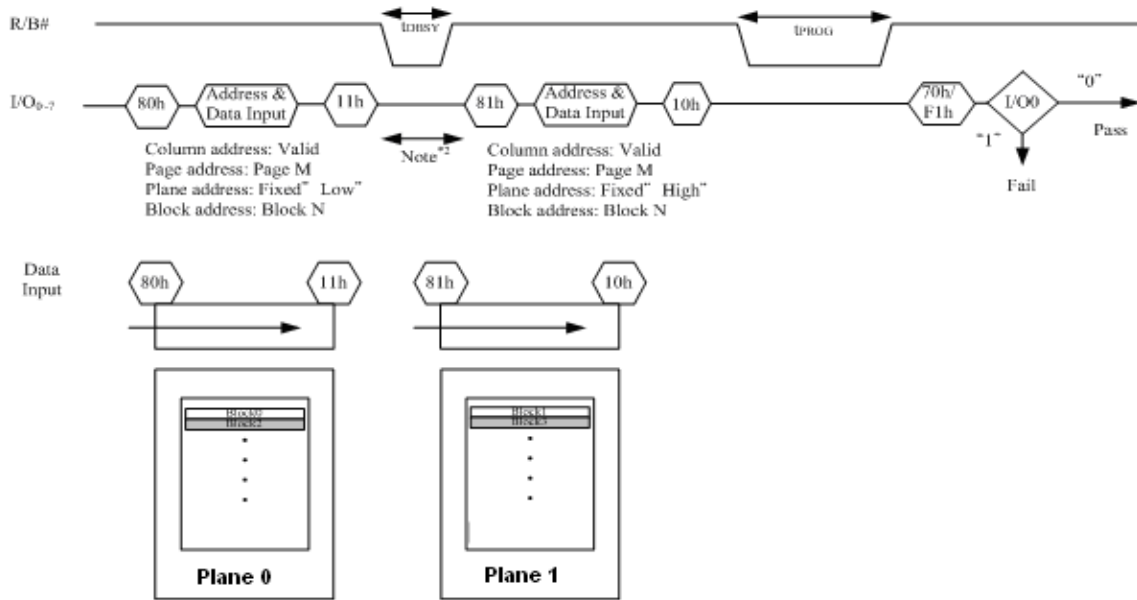 R/B#
tDBSY
tPROG
I/O0~7
80h
Address &
Data Input
11h
81h
Address &
Data Input
10h
70h/
F1h
I/O0
"0"
Pass
"1"
Fail
Note*2
Column address: Valid
Page address: Page M
Plane address: Fixed" Low"
Block address: Block N
Column address: Valid
Page address: Page M
Plane address: Fixed" High"
Block address: Block N
Data
Input
80h
11h
81h
10h
Block0
Block2
Block1
Block3
Plane 0
Plane 1